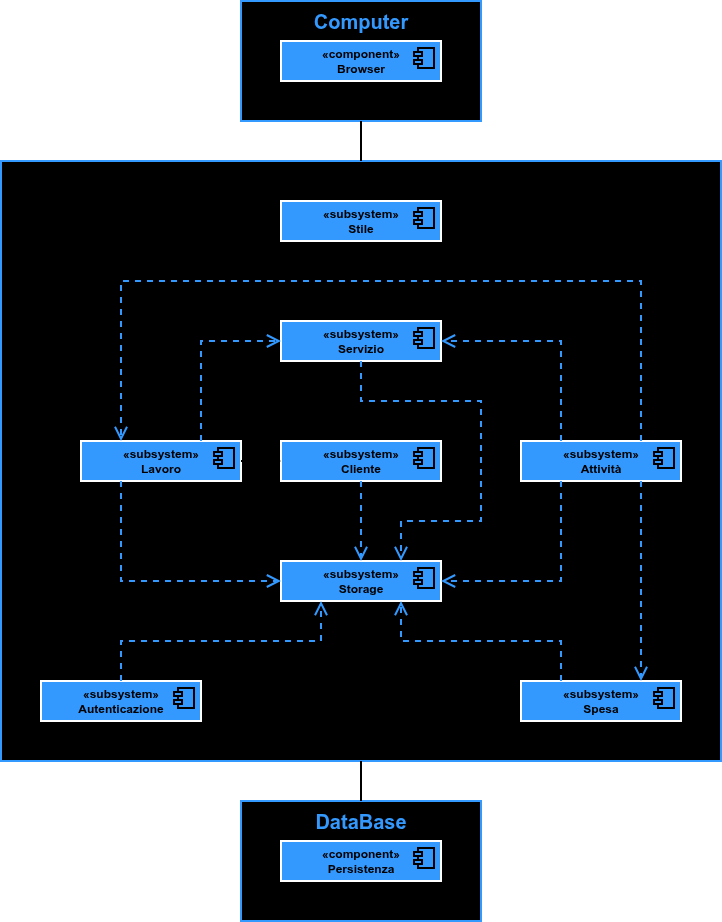 Computer
«component»
Browser
«subsystem»
Stile
«subsystem»
Servizio
«subsystem»
Lavoro
«subsystem»
Cliente
«subsystem»
Attività
«subsystem»
Storage
«subsystem»
Autenticazione
«subsystem»
Spesa
DataBase
«component»
Persistenza